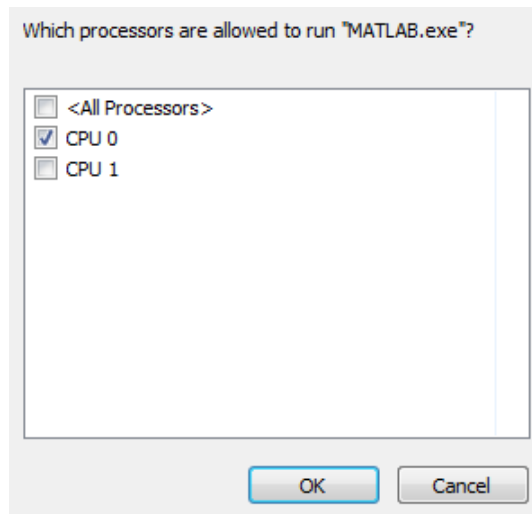 Which processors are allowed to run "MATLAB.exe"?
<All Processors>
CPU 0
CPU 1
OK Cancel